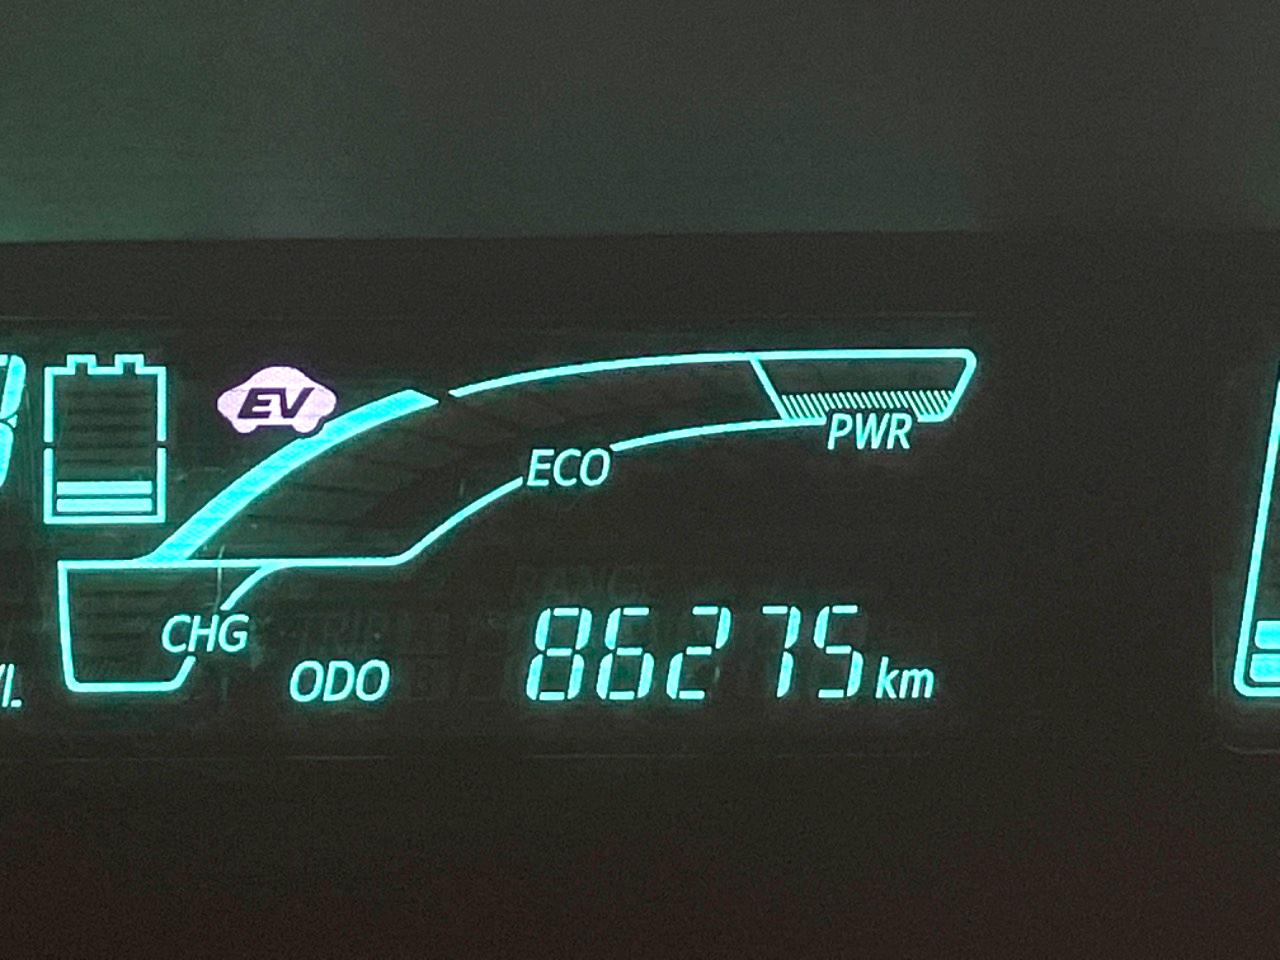 EV
PWR
ECO
CHG
ODO 86275 km